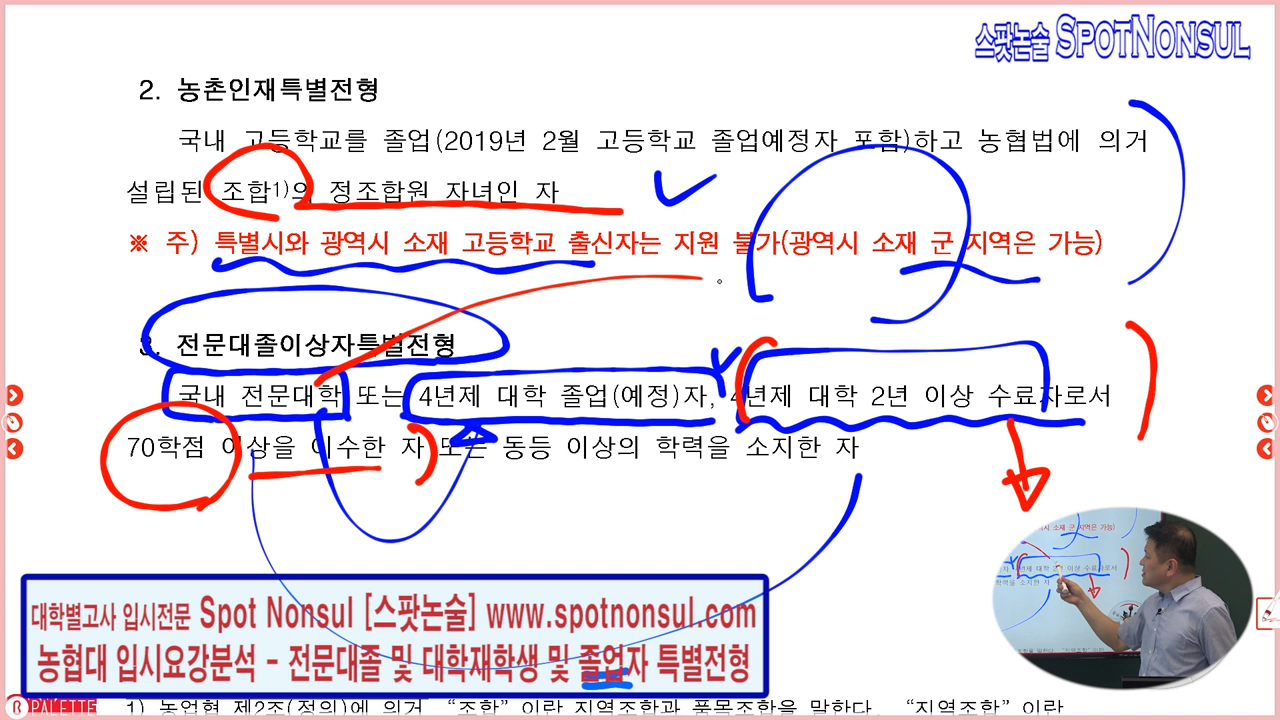 스팟논술 SPOTNONSUL
2. 농촌인재특별전형
국내 고등학교를 졸업(2019년 2월 고등학교 졸업예정자 포함)하고 농협법에 의거
설립된 조합1)의 정조합원 자녀인 자
※ 주) 특별시와 광역시 소재 고등학교 출신자는 지원 불가(광역시 소재 군 지역은 가능)
3. 전문대졸이상자특별전형
국내 전문대학 또는 4년제 대학 졸업(예정)자, 4년제 대학 2년 이상 수료자로서
70학점 이상을 이수한 자 또는 동등 이상의 학력을 소지한 자
대학별고사 입시전문 Spot Nonsul [스팟논술] www.spotnonsul.com
농협대 입시요강분석 - 전문대졸 및 대학재학생 및 졸업자 특별전형
1) 농업협 제2조(정의)에 의거 “조합” 이란 지역조합과 품목조합을 말한다. “지역조합” 이란
PALETTE